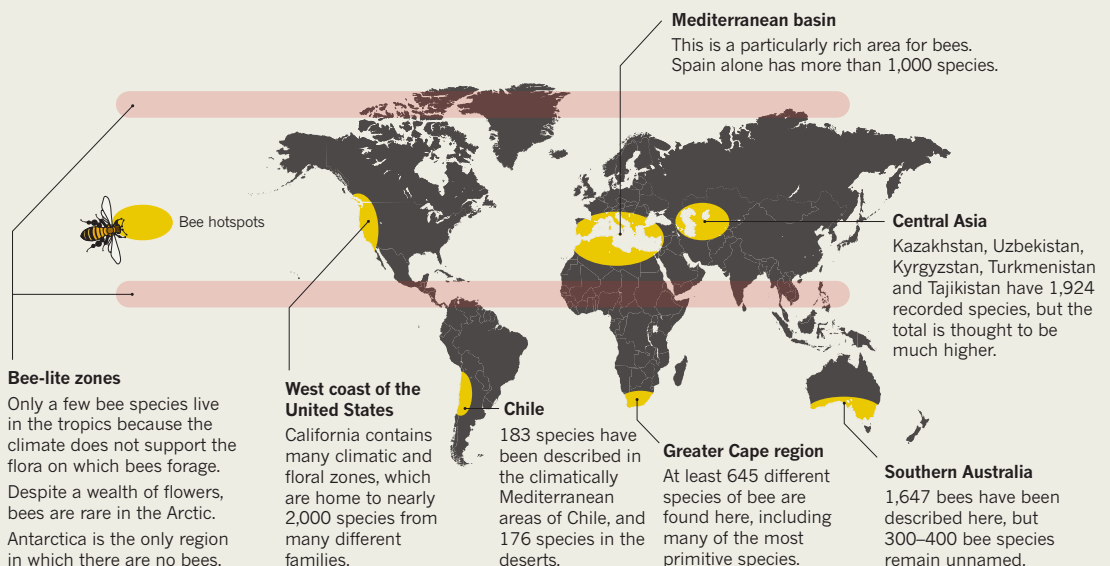 Mediterranean basin
This is a particularly rich area for bees.
Spain alone has more than 1,000 species.
Bee hotspots
Central Asia
Kazakhstan, Uzbekistan,
Kyrgyzstan, Turkmenistan
and Tajikistan have 1,924
recorded species, but the
total is thought to be
much higher.
Bee-lite zones
Only a few bee species live
in the tropics because the
climate does not support the
flora on which bees forage.
Despite a wealth of flowers,
bees are rare in the Arctic.
Antarctica is the only region
in which there are no bees.
West coast of the
United States
California contains
many climatic and
floral zones, which
are home to nearly
2,000 species from
many different
families.
Chile
183 species have
been described in
the climatically
Mediterranean
areas of Chile, and
176 species in the
deserts.
Greater Cape region
At least 645 different
species of bee are
found here, including
many of the most
primitive species.
Southern Australia
1,647 bees have been
described here, but
300–400 bee species
remain unnamed.